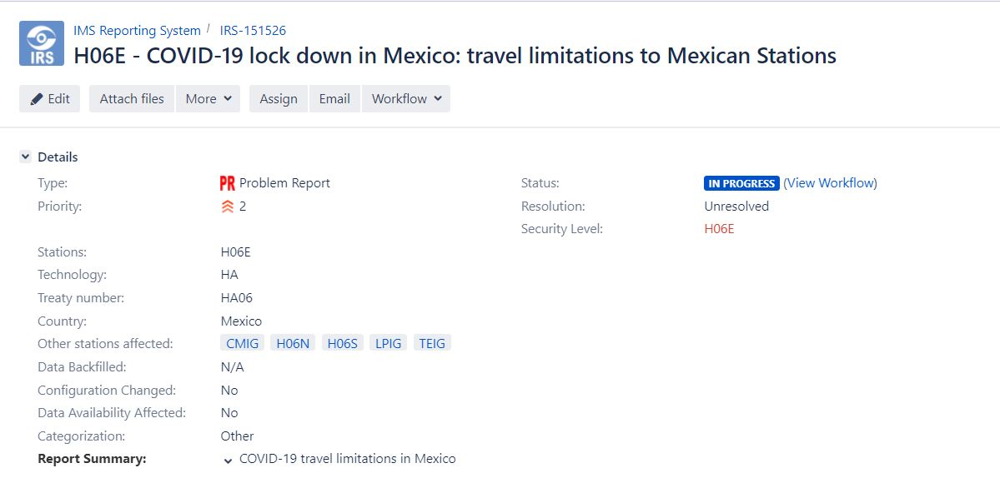 IRS
IMS Reporting System / IRS-151526
H06E - COVID-19 lock down in Mexico: travel limitations to Mexican Stations
Edit Attach files More Assign Email Workflow
Details
Type: PR Problem Report Status: IN PROGRESS (View Workflow)
Priority: 2 Resolution: Unresolved
Security Level: H06E
Stations: H06E
Technology: HA
Treaty number: HA06
Country: Mexico
Other stations affected: CMIG H06N H06S LPIG TEIG
Data Backfilled: N/A
Configuration Changed: No
Data Availability Affected: No
Categorization: Other
Report Summary: COVID-19 travel limitations in Mexico